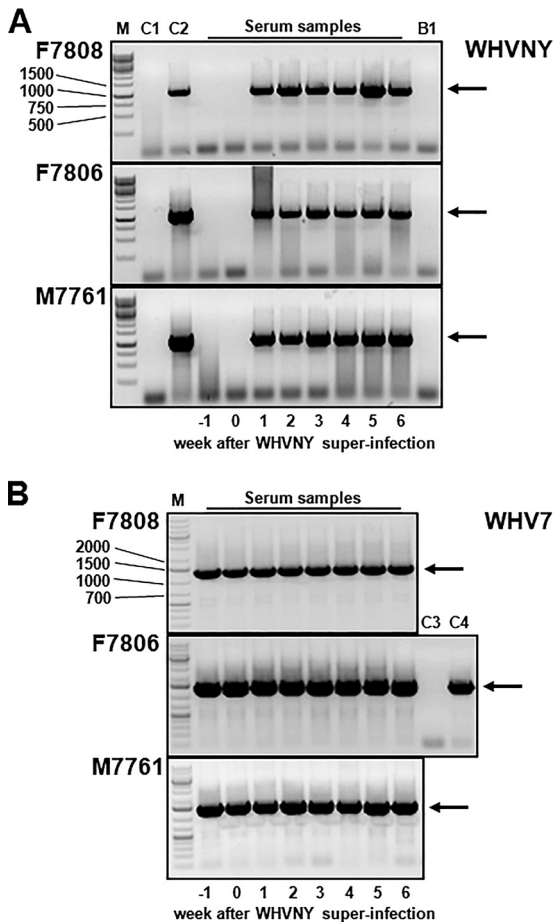 A
M C1 C2 Serum samples B1
WHVNY
F7808
1500
1000
750
500
F7806
M7761
-1 0 1 2 3 4 5 6
week after WHVNY super-infection
B
M Serum samples
WHV7
F7808
2000
1500
1000
700
C3 C4
F7806
M7761
-1 0 1 2 3 4 5 6
week after WHVNY super-infection